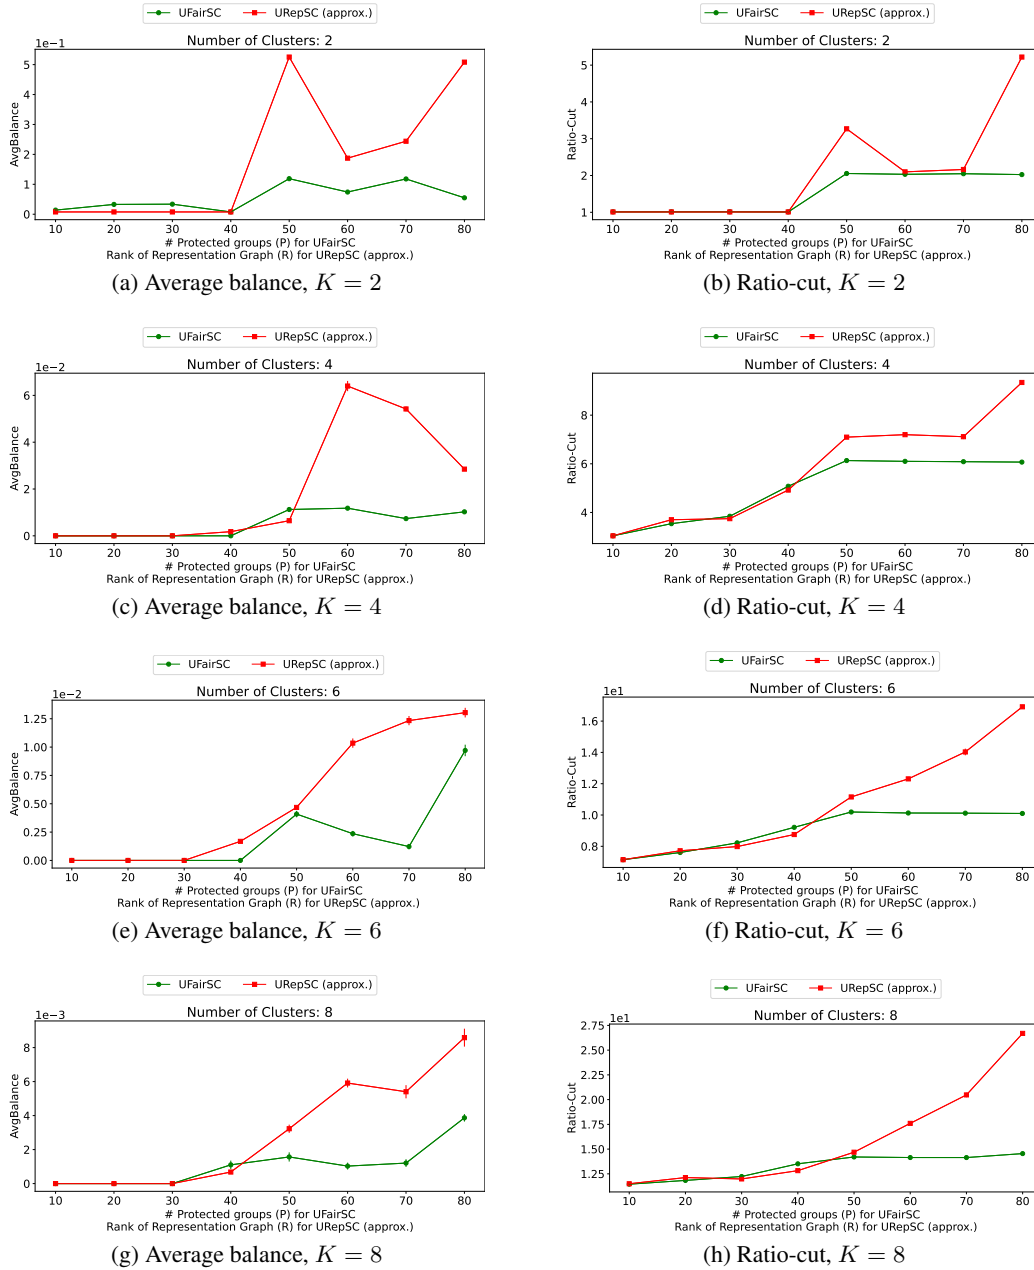 UFairSC URepSC (approx.)
Number of Clusters: 2
1e−1
AvgBalance
5
4
3
2
1
0
10 20 30 40 50 60 70 80
# Protected groups (P) for UFairSC
Rank of Representation Graph (R) for URepSC (approx.)
(a) Average balance, K = 2
UFairSC URepSC (approx.)
Number of Clusters: 2
Ratio-Cut
5
4
3
2
1
10 20 30 40 50 60 70 80
# Protected groups (P) for UFairSC
Rank of Representation Graph (R) for URepSC (approx.)
(b) Ratio-cut, K = 2
UFairSC URepSC (approx.)
Number of Clusters: 4
1e−2
AvgBalance
6
4
2
0
10 20 30 40 50 60 70 80
# Protected groups (P) for UFairSC
Rank of Representation Graph (R) for URepSC (approx.)
(c) Average balance, K = 4
UFairSC URepSC (approx.)
Number of Clusters: 4
Ratio-Cut
8
6
4
10 20 30 40 50 60 70 80
# Protected groups (P) for UFairSC
Rank of Representation Graph (R) for URepSC (approx.)
(d) Ratio-cut, K = 4
UFairSC URepSC (approx.)
Number of Clusters: 6
1e−2
AvgBalance
1.25
1.00
0.75
0.50
0.25
0.00
10 20 30 40 50 60 70 80
# Protected groups (P) for UFairSC
Rank of Representation Graph (R) for URepSC (approx.)
(e) Average balance, K = 6
UFairSC URepSC (approx.)
Number of Clusters: 6
1e1
Ratio-Cut
1.6
1.4
1.2
1.0
0.8
10 20 30 40 50 60 70 80
# Protected groups (P) for UFairSC
Rank of Representation Graph (R) for URepSC (approx.)
(f) Ratio-cut, K = 6
UFairSC URepSC (approx.)
Number of Clusters: 8
1e−3
AvgBalance
8
6
4
2
0
10 20 30 40 50 60 70 80
# Protected groups (P) for UFairSC
Rank of Representation Graph (R) for URepSC (approx.)
(g) Average balance, K = 8
UFairSC URepSC (approx.)
Number of Clusters: 8
1e1
Ratio-Cut
2.75
2.50
2.25
2.00
1.75
1.50
1.25
10 20 30 40 50 60 70 80
# Protected groups (P) for UFairSC
Rank of Representation Graph (R) for URepSC (approx.)
(h) Ratio-cut, K = 8